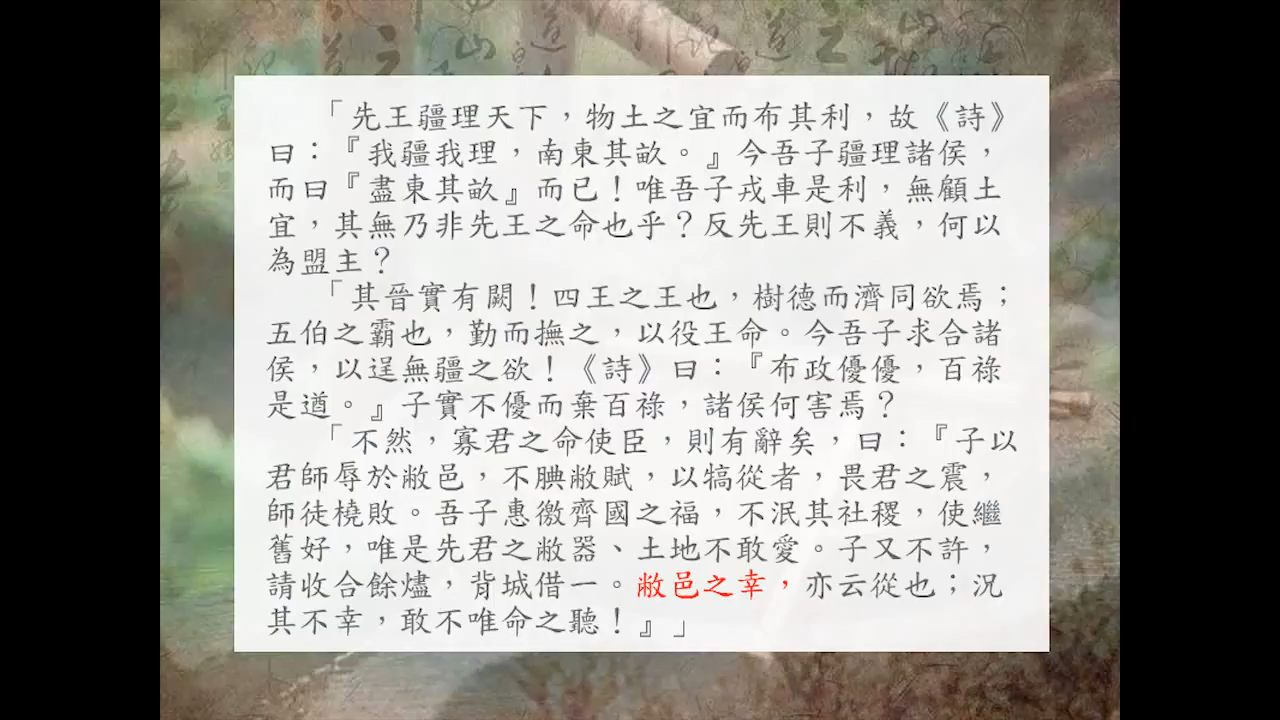 「先王疆理天下，物土之宜而布其利，故《詩》
曰：『我疆我理，南東其畝。』今吾子疆理諸侯，
而曰『盡東其畝』而已！唯吾子戎車是利，無顧土
宜，其無乃非先王之命也乎？反先王則不義，何以
為盟主？
「其晉實有闕！四王之王也，樹德而濟同欲焉；
五伯之霸也，勤而撫之，以役王命。今吾子求合諸
侯，以逞無疆之欲！《詩》曰：『布政優優，百祿
是遒。』子實不優而棄百祿，諸侯何害焉？
「不然，寡君之命使臣，則有辭矣，曰：『子以
君師辱於敝邑，不腆敝賦，以犒從者，畏君之震，
師徒橈敗。吾子惠徼齊國之福，不泯其社稷，使繼
舊好，唯是先君之敝器、土地不敢愛。子又不許，
請收合餘燼，背城借一。敝邑之幸，亦云從也；況
其不幸，敢不唯命之聽！』」